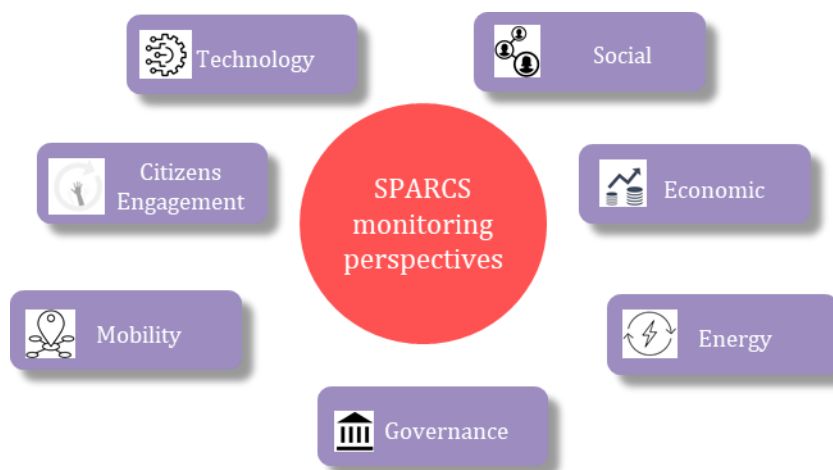 Technology
Social
Citizens
Engagement
SPARCS
monitoring
perspectives
Economic
Mobility
Energy
Governance